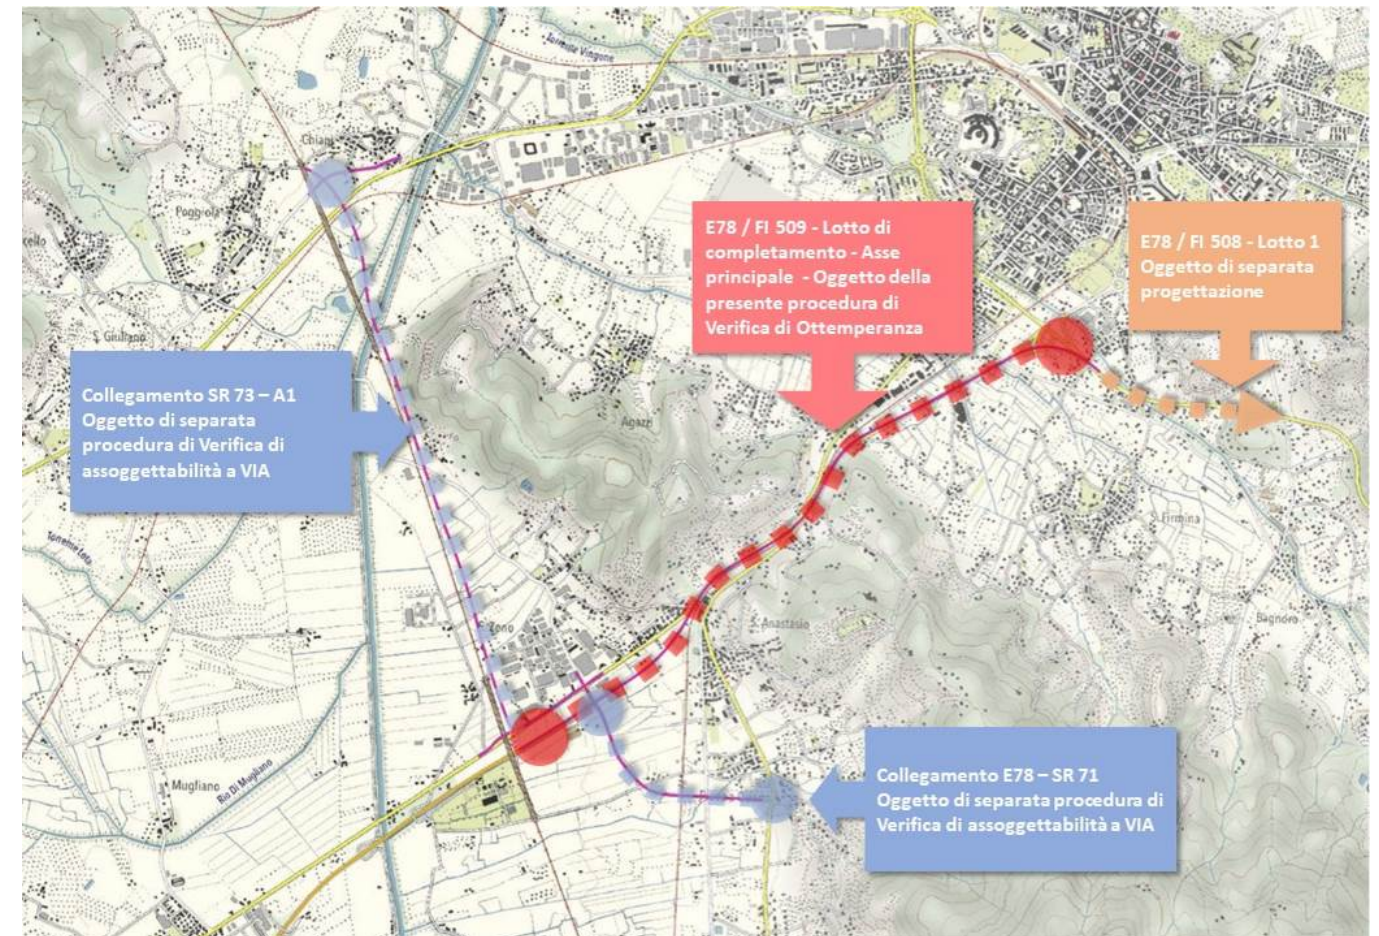 Torrente Vingone
Poggiola
S. Giuliano
E78 / FI 509 - Lotto di
completamento - Asse
principale - Oggetto della
presente procedura di
Verifica di Ottemperanza
E78 / FI 508 - Lotto 1
Oggetto di separata
progettazione
Collegamento SR 73 – A1
Oggetto di separata
procedura di Verifica di
assoggettabilità a VIA
Agazzi
S. Firmina
Bagnoro
S. Anastasio
Mugliano
Rio Di Mugliano
Collegamento E78 – SR 71
Oggetto di separata procedura di
Verifica di assoggettabilità a VIA